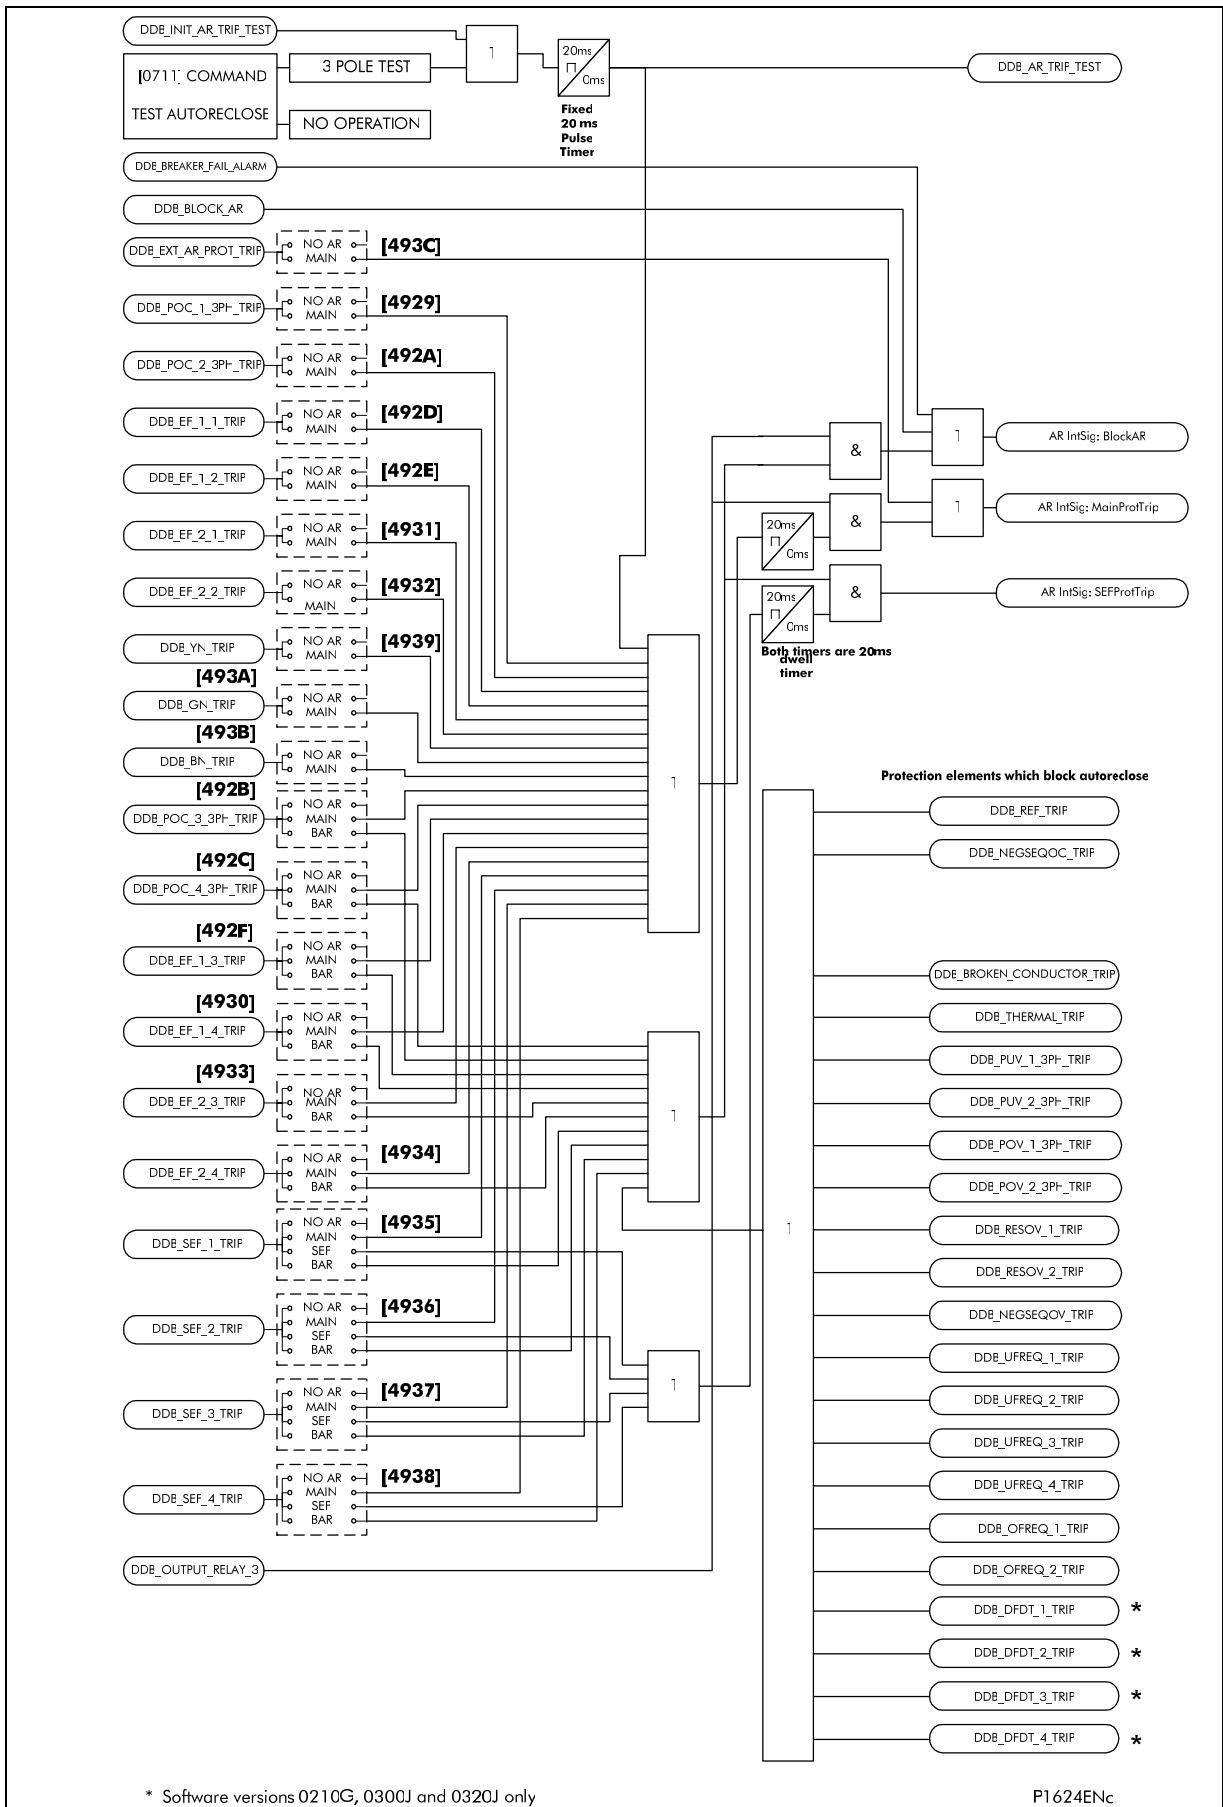 DDB_INIT_AR_TRIP_TEST
[0711] COMMAND
TEST AUTORECLOSE
3 POLE TEST
NO OPERATION
1
20ms
0ms
Fixed
20 ms
Pulse
Timer
DDB_AR_TRIP_TEST
DDB_BREAKER_FAIL_ALARM
DDB_BLOCK_AR
DDB_EXT_AR_PROT_TRIP
NO AR
MAIN
[493C]
DDB_POC_1_3PH_TRIP
NO AR
MAIN
[4929]
DDB_POC_2_3PH_TRIP
NO AR
MAIN
[492A]
DDB_EF_1_1_TRIP
NO AR
MAIN
[492D]
DDB_EF_1_2_TRIP
NO AR
MAIN
[492E]
DDB_EF_2_1_TRIP
NO AR
MAIN
[4931]
DDB_EF_2_2_TRIP
NO AR
MAIN
[4932]
DDB_YN_TRIP
NO AR
MAIN
[4939]
[493A]
DDB_GN_TRIP
NO AR
MAIN
[493B]
DDB_BN_TRIP
NO AR
MAIN
[492B]
DDB_POC_3_3PH_TRIP
NO AR
MAIN
BAR
[492C]
DDB_POC_4_3PH_TRIP
NO AR
MAIN
BAR
[492F]
DDB_EF_1_3_TRIP
NO AR
MAIN
BAR
[4930]
DDB_EF_1_4_TRIP
NO AR
MAIN
BAR
[4933]
DDB_EF_2_3_TRIP
NO AR
MAIN
BAR
DDB_EF_2_4_TRIP
NO AR
MAIN
BAR
[4934]
DDB_SEF_1_TRIP
NO AR
MAIN
SEF
BAR
[4935]
DDB_SEF_2_TRIP
NO AR
MAIN
SEF
BAR
[4936]
DDB_SEF_3_TRIP
NO AR
MAIN
SEF
BAR
[4937]
DDB_SEF_4_TRIP
NO AR
MAIN
SEF
BAR
[4938]
DDB_OUTPUT_RELAY_3
1
1
1
&
1
AR IntSig: BlockAR
20ms
0ms
&
1
AR IntSig: MainProtTrip
20ms
0ms
&
AR IntSig: SEFProtTrip
Both timers are 20ms
dwell
timer
Protection elements which block autoreclose
1
DDB_REF_TRIP
DDB_NEGSEQOC_TRIP
DDB_BROKEN_CONDUCTOR_TRIP
DDB_THERMAL_TRIP
DDB_PUV_1_3PH_TRIP
DDB_PUV_2_3PH_TRIP
DDB_POV_1_3PH_TRIP
DDB_POV_2_3PH_TRIP
DDB_RESOV_1_TRIP
DDB_RESOV_2_TRIP
DDB_NEGSEQOV_TRIP
DDB_UFREQ_1_TRIP
DDB_UFREQ_2_TRIP
DDB_UFREQ_3_TRIP
DDB_UFREQ_4_TRIP
DDB_OFREQ_1_TRIP
DDB_OFREQ_2_TRIP
DDB_DFDT_1_TRIP *
DDB_DFDT_2_TRIP *
DDB_DFDT_3_TRIP *
DDB_DFDT_4_TRIP *
* Software versions 0210G, 0300J and 0320J only
P1624ENc